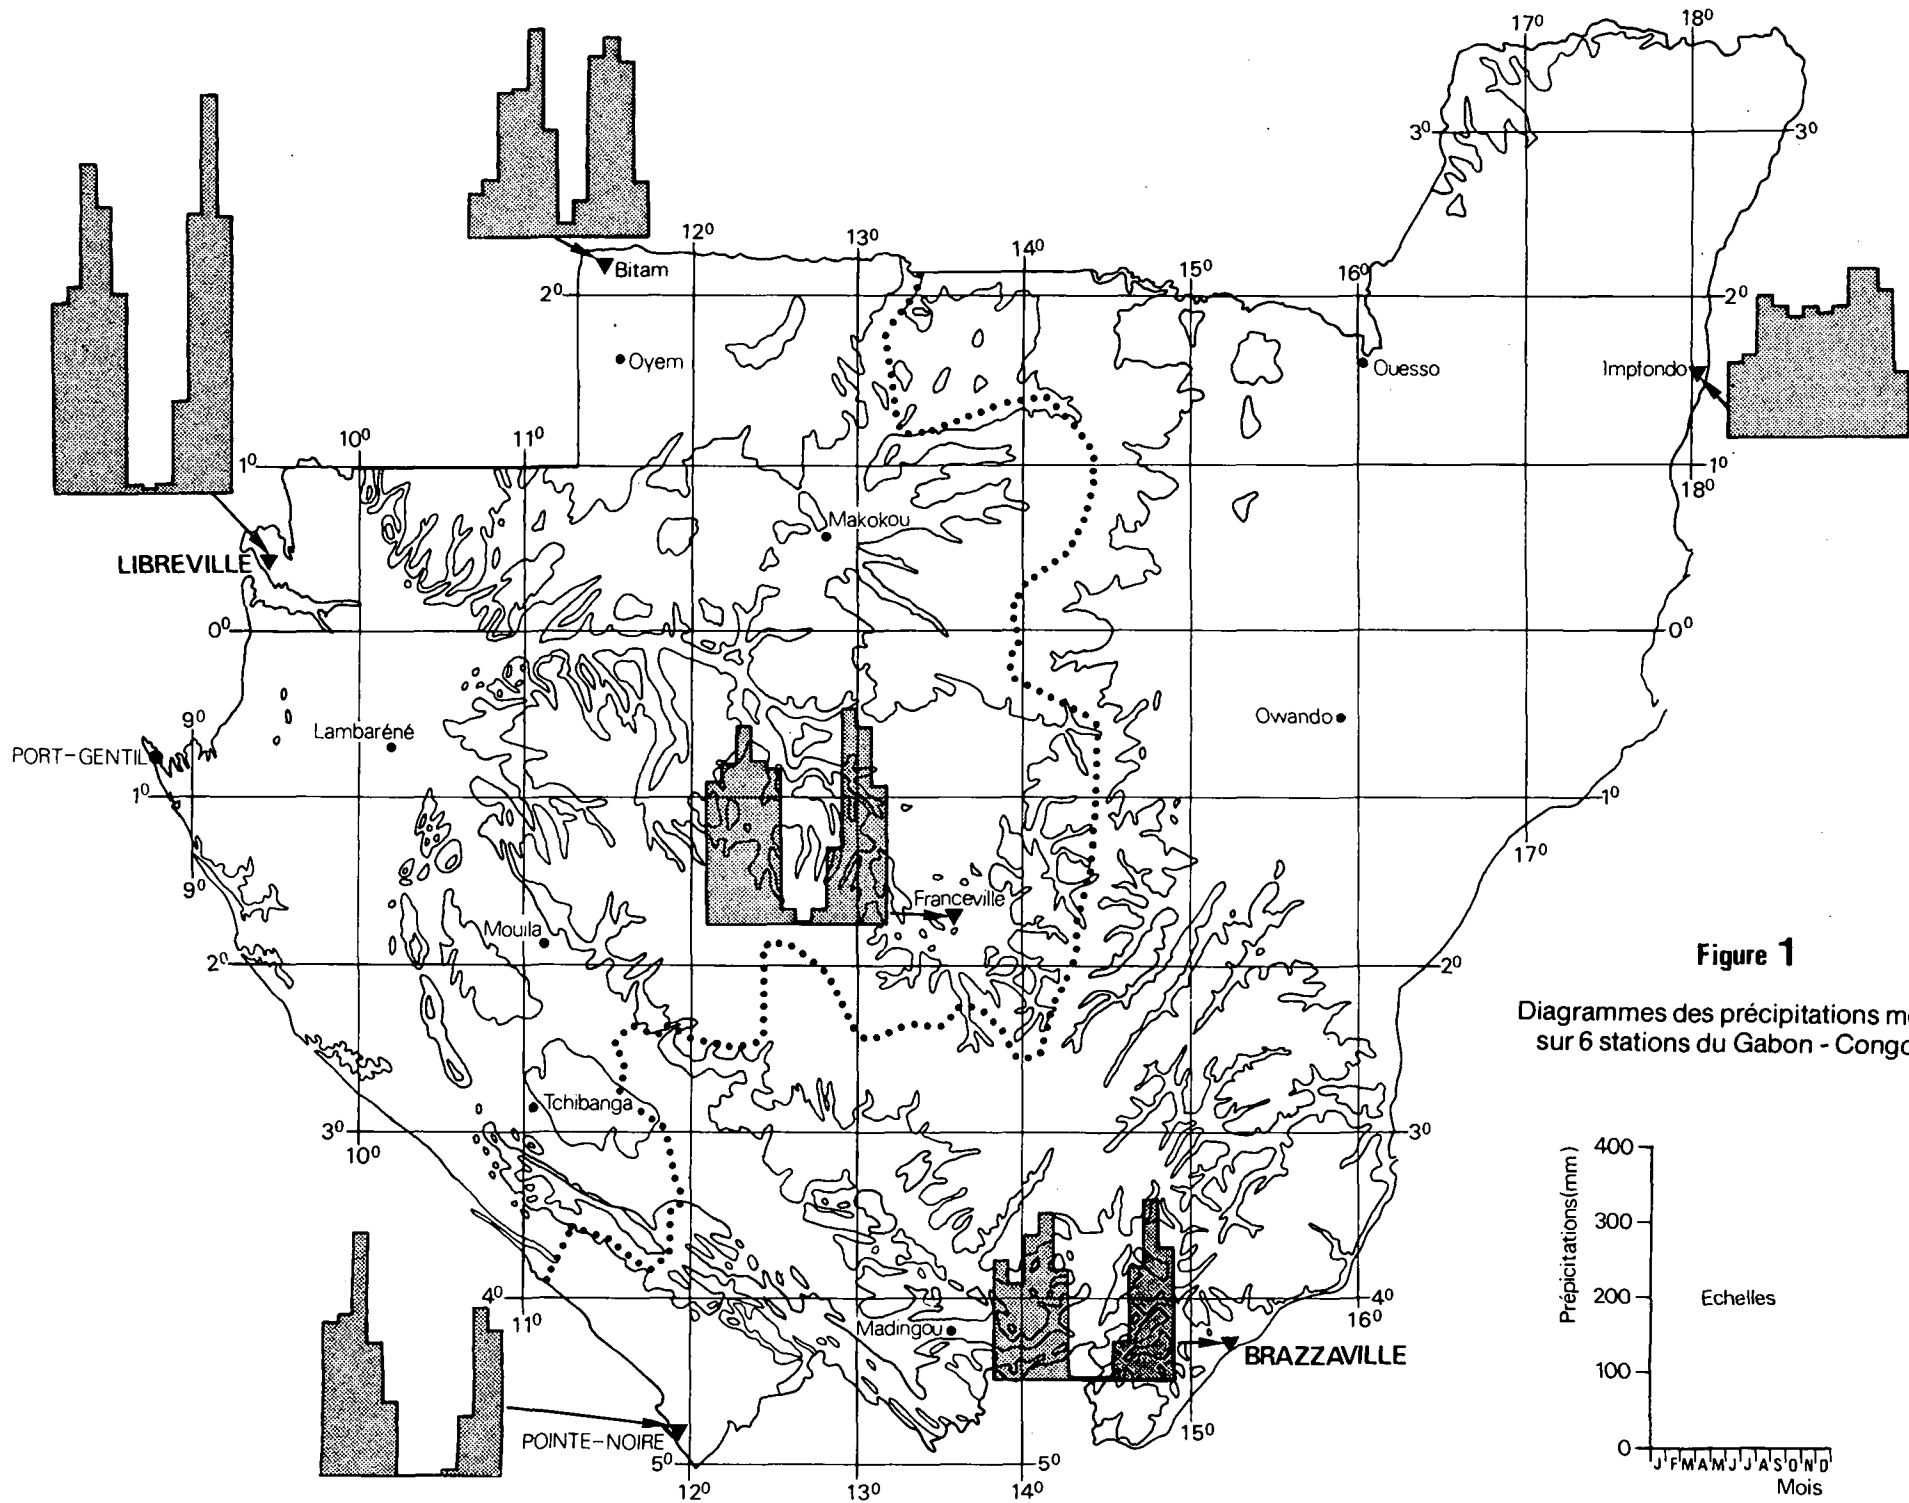 17⁰
18⁰
3⁰
3⁰
12⁰
13⁰
14⁰
15⁰
16⁰
Bitam
2⁰
2⁰
Oyem
Ouesso
Impfondo
10⁰
11⁰
1⁰
1⁰
18⁰
Makokou
LIBREVILLE
0⁰
0⁰
9⁰
Lambaréné
Owando
PORT-GENTIL
1⁰
1⁰
17⁰
9⁰
Franceville
Mouila
2⁰
2⁰
Figure 1
Diagrammes des précipitations m
sur 6 stations du Gabon - Congo
Tchibanga
3⁰
3⁰
10⁰
400
300
200
100
0
Prépicitations(mm)
Echelles
J F M A M J J A S O N D
Mois
4⁰
4⁰
11⁰
16⁰
Madingou
BRAZZAVILLE
POINTE-NOIRE
15⁰
5⁰
5⁰
12⁰
13⁰
14⁰